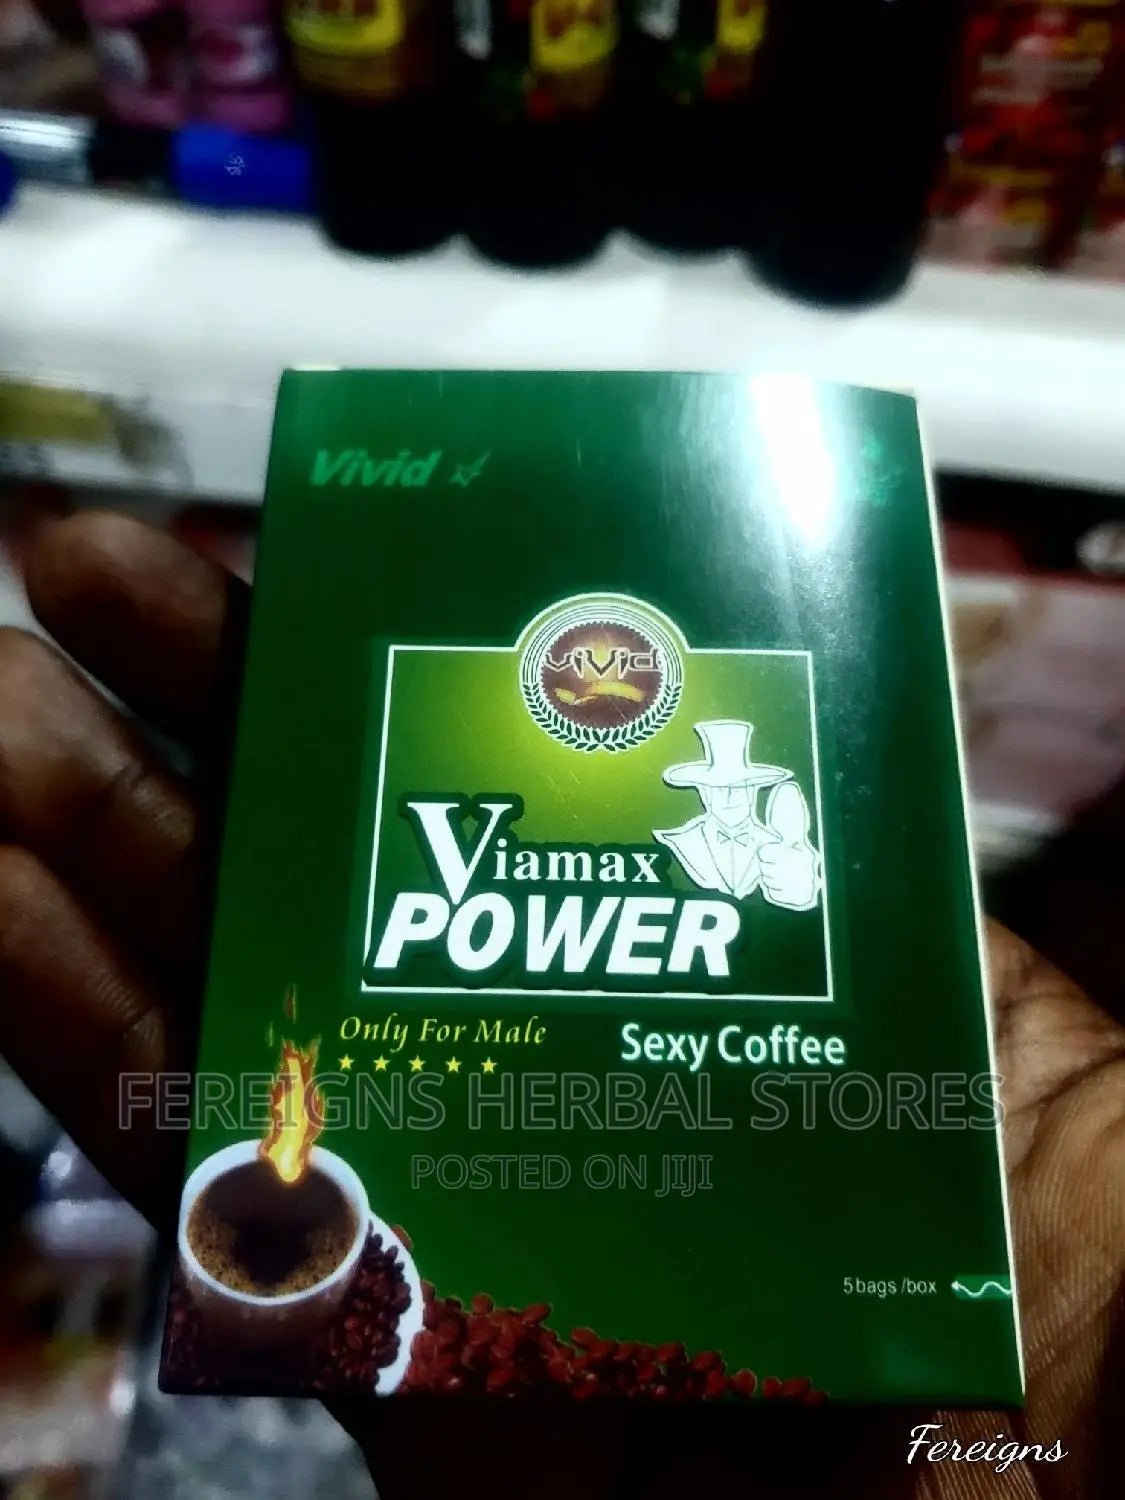 Vivid
ViVid
Viamax
POWER
Only For Male
Sexy Coffee
FEREIGNS HERBAL STORES
POSTED ON JIJI
5bags/box
Fereigns